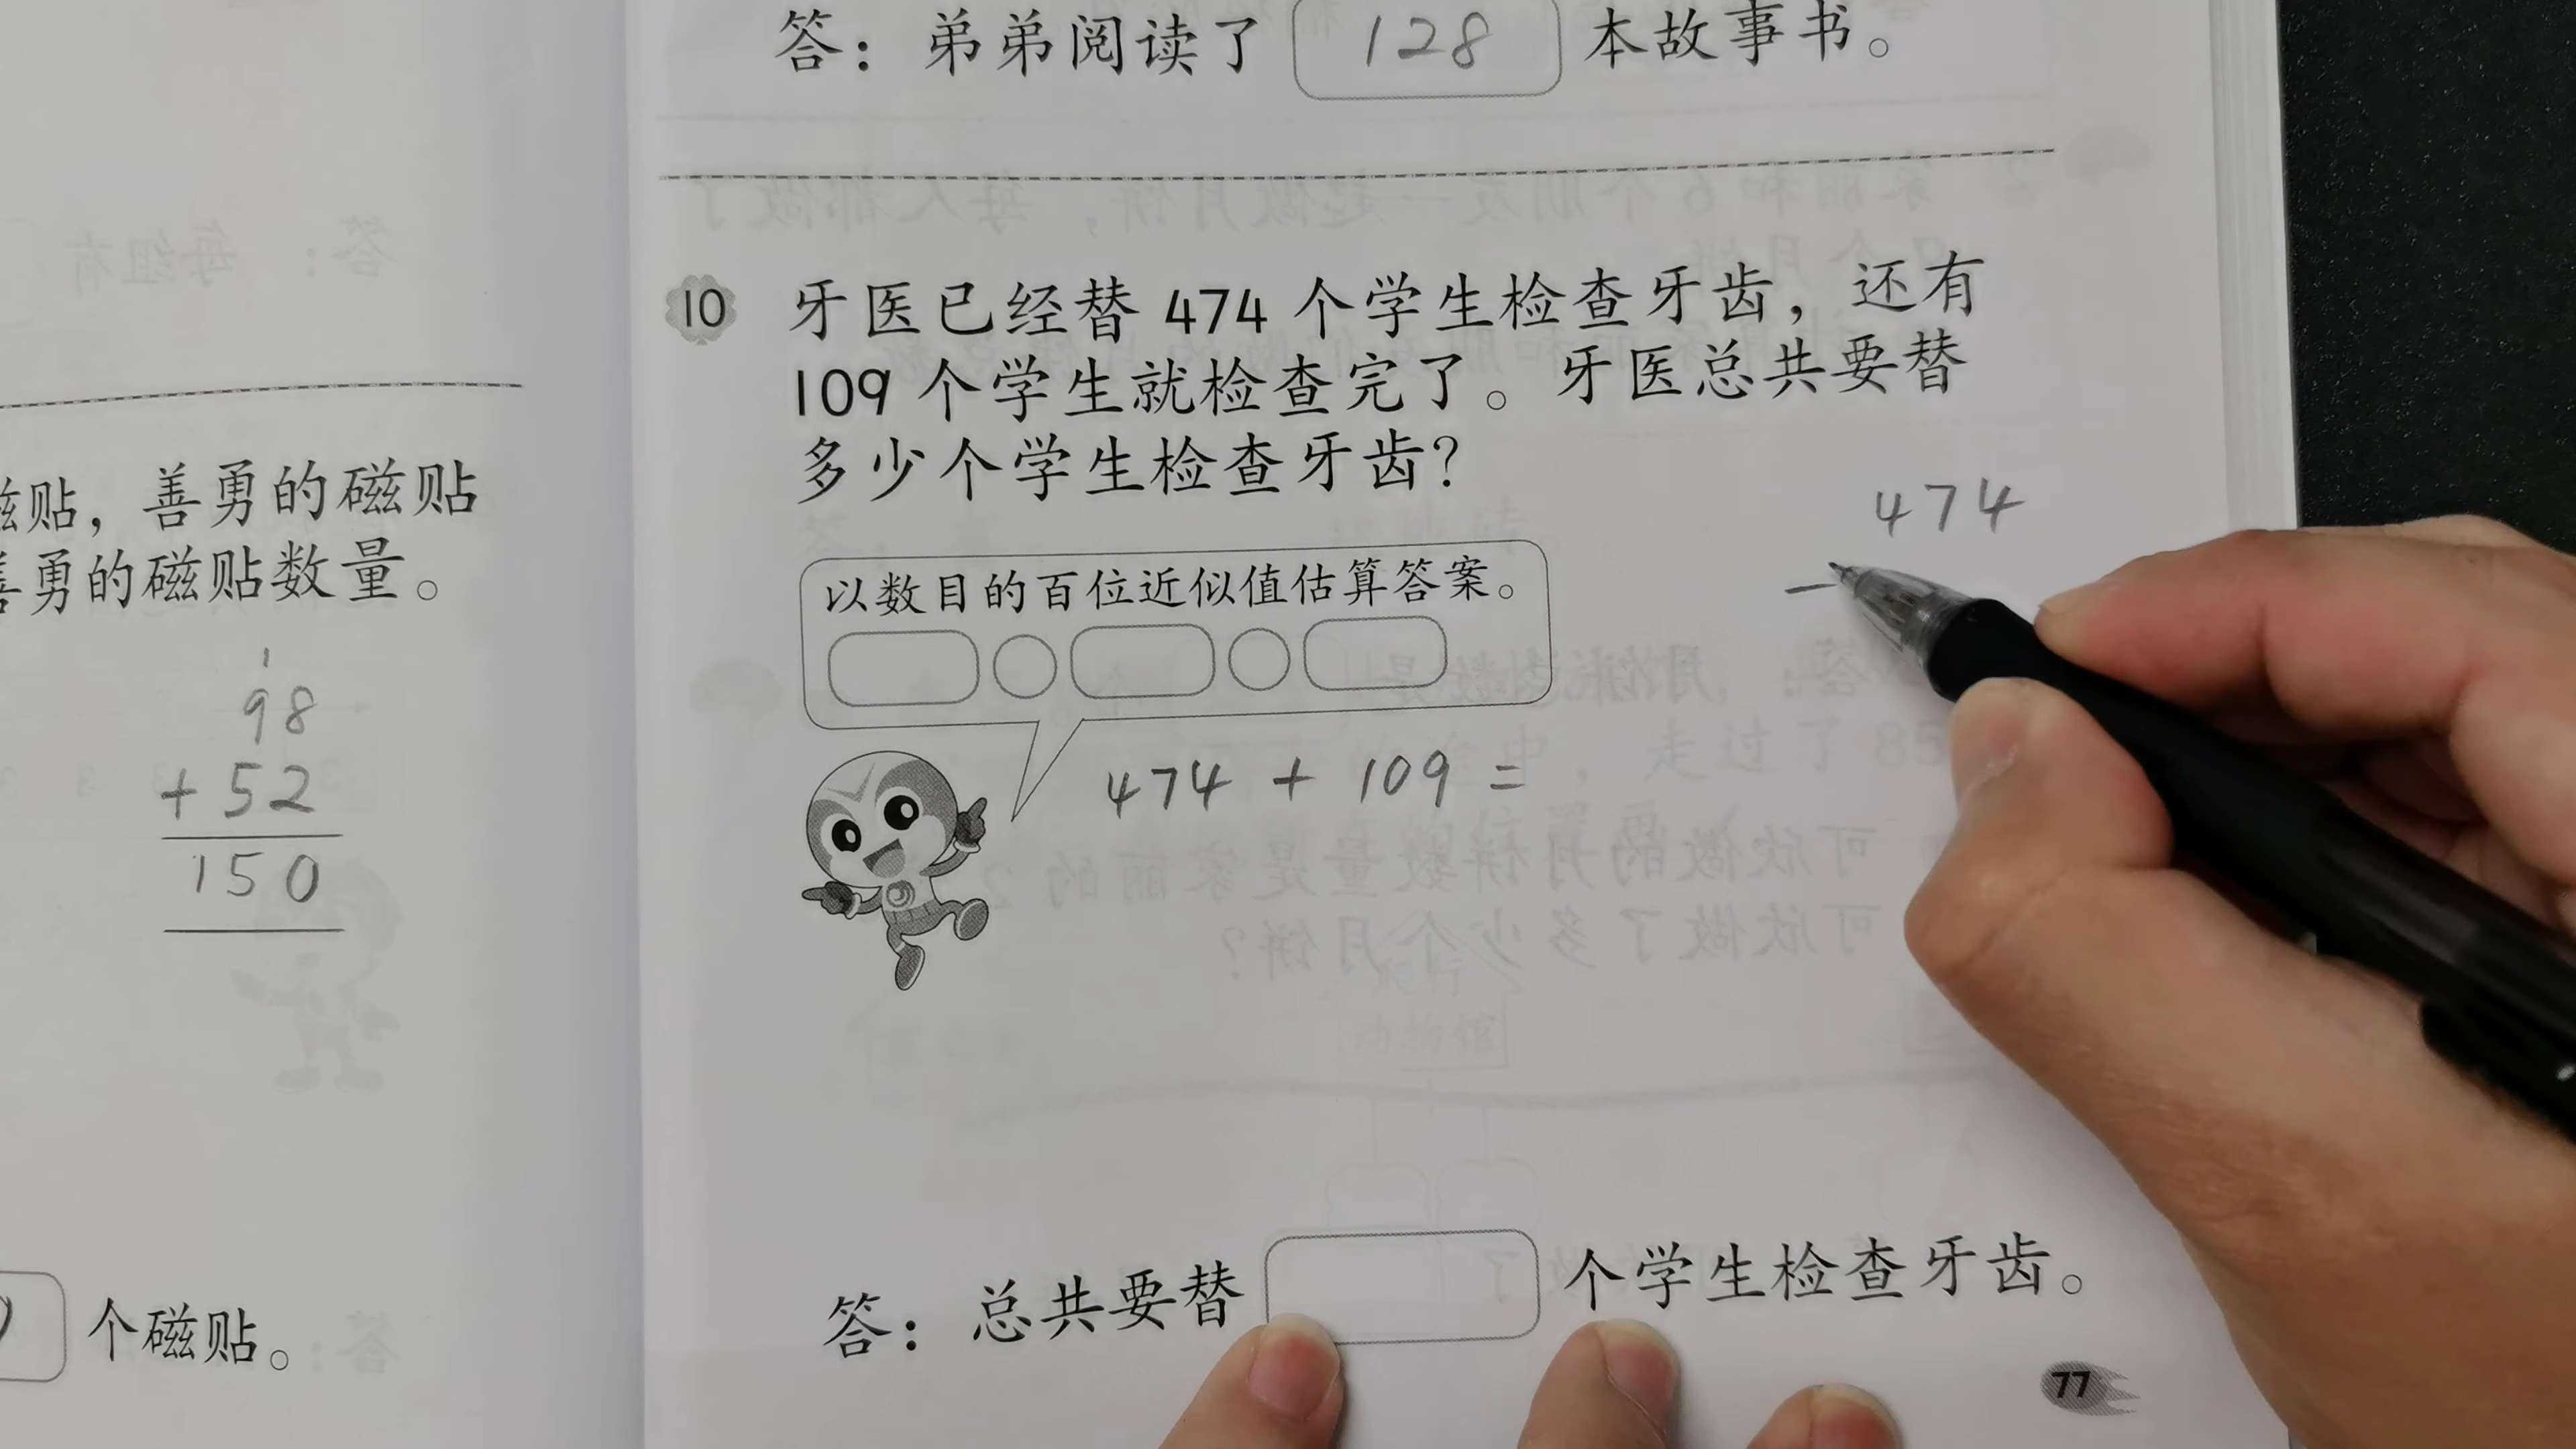 答：弟弟阅读了 128 本故事书。
磁贴，善勇的磁贴
善勇的磁贴数量。
1
98
+ 52
150
个磁贴。
10 牙医已经替 474 个学生检查牙齿，还有
109 个学生就检查完了。牙医总共要替
多少个学生检查牙齿？
474
以数目的百位近似值估算答案。
474 + 109 =
答：总共要替 个学生检查牙齿。
77